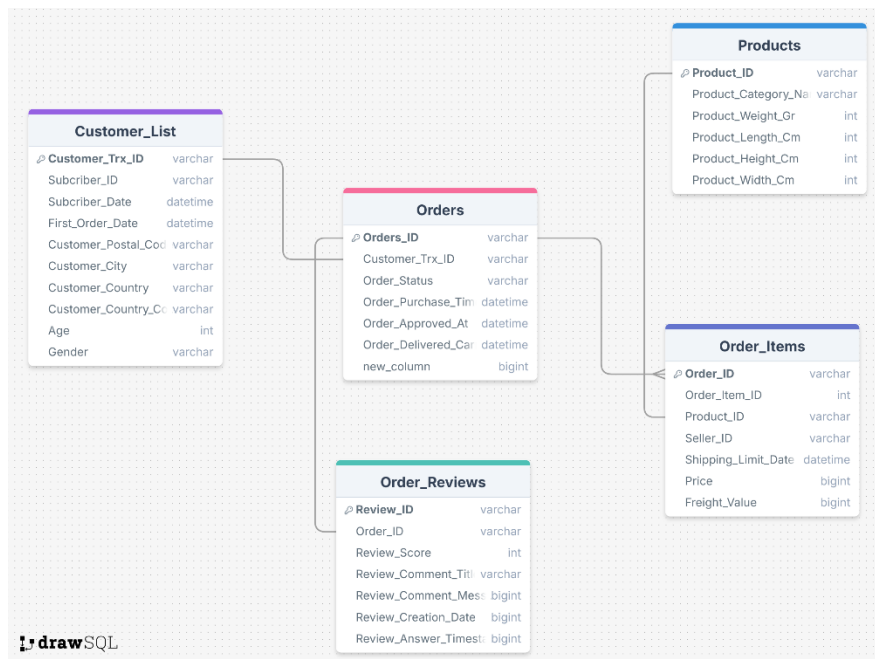 Customer_List
Customer_Trx_ID varchar
Subcriber_ID varchar
Subcriber_Date datetime
First_Order_Date datetime
Customer_Postal_Cod varchar
Customer_City varchar
Customer_Country varchar
Customer_Country_Co varchar
Age int
Gender varchar
Orders
Orders_ID varchar
Customer_Trx_ID varchar
Order_Status varchar
Order_Purchase_Tim datetime
Order_Approved_At datetime
Order_Delivered_Car datetime
new_column bigint
Order_Reviews
Review_ID varchar
Order_ID varchar
Review_Score int
Review_Comment_Titl varchar
Review_Comment_Mess bigint
Review_Creation_Date bigint
Review_Answer_Timest bigint
Products
Product_ID varchar
Product_Category_Na varchar
Product_Weight_Gr int
Product_Length_Cm int
Product_Height_Cm int
Product_Width_Cm int
Order_Items
Order_ID varchar
Order_Item_ID int
Product_ID varchar
Seller_ID varchar
Shipping_Limit_Date datetime
Price bigint
Freight_Value bigint
drawSQL